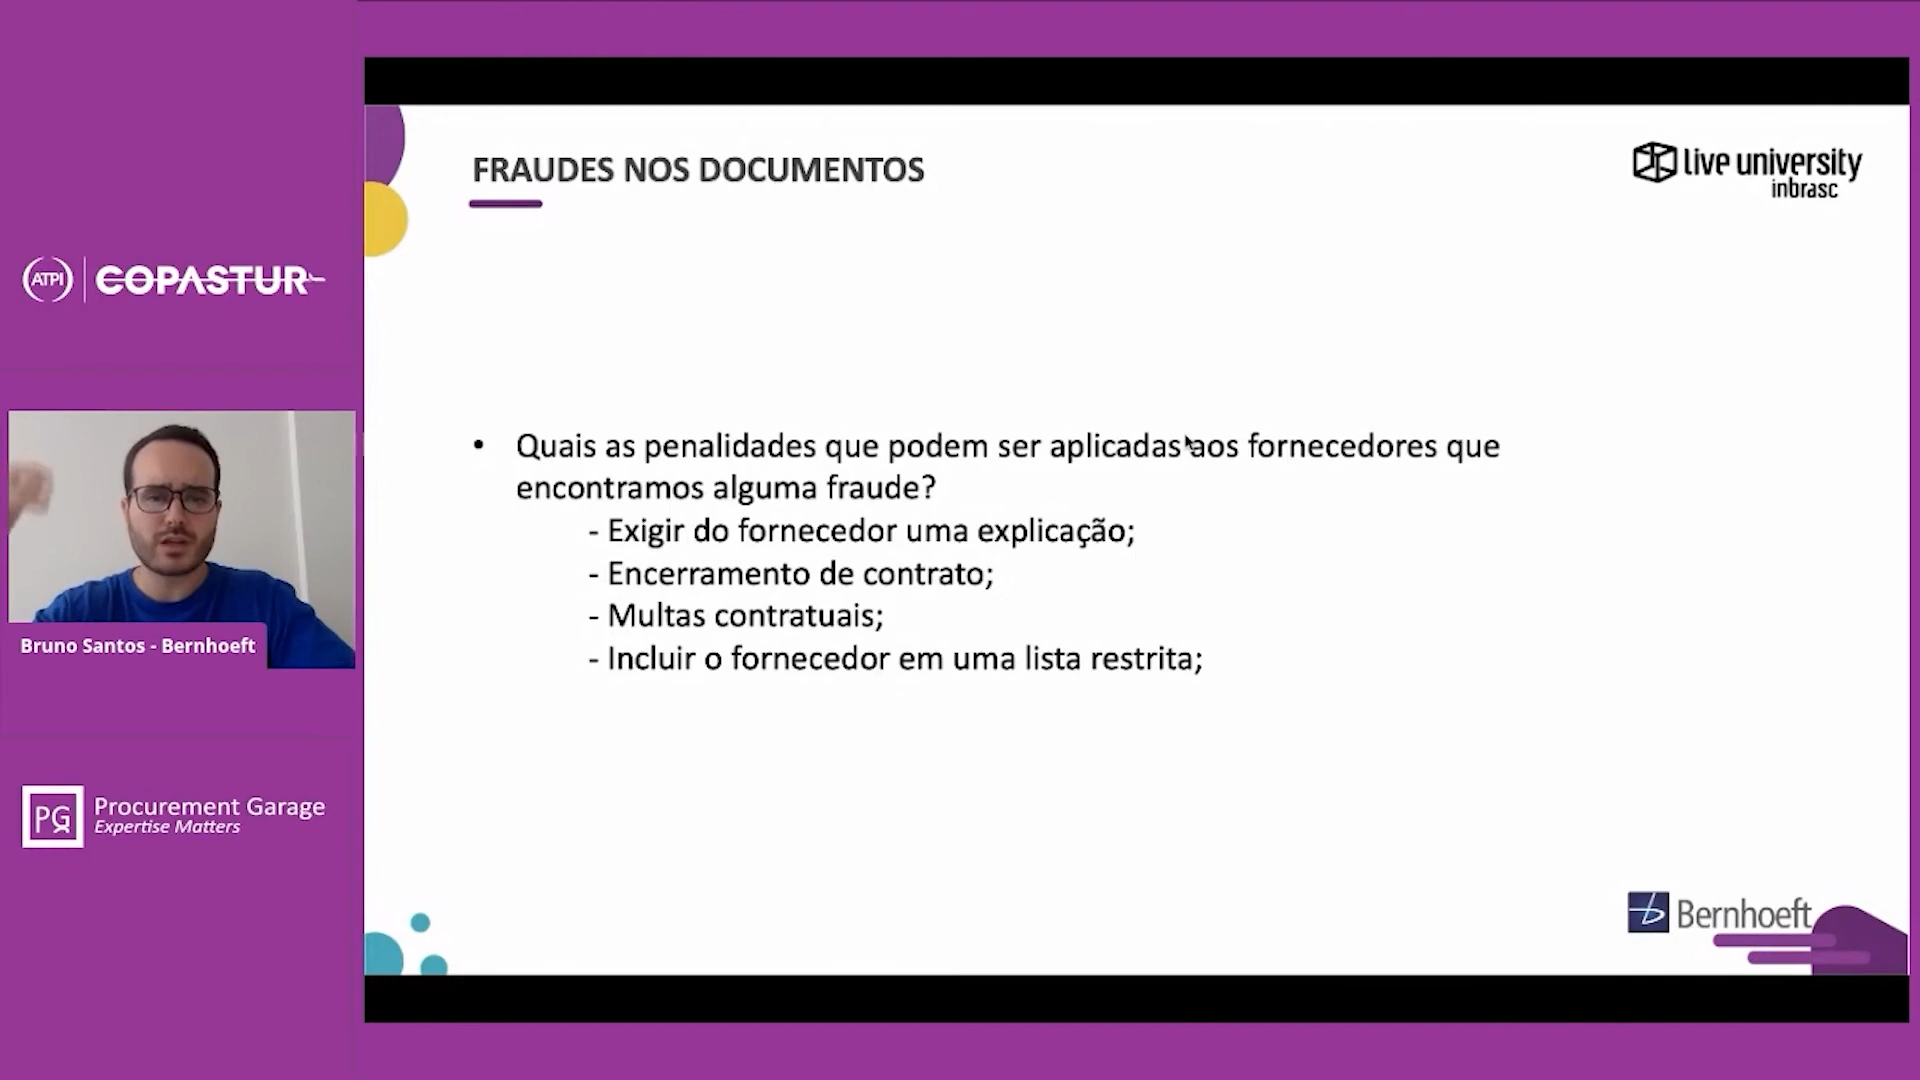 FRAUDES NOS DOCUMENTOS
live university
inbrasc
ATPI
COPASTUR
• Quais as penalidades que podem ser aplicadas aos fornecedores que
encontramos alguma fraude?
- Exigir do fornecedor uma explicação;
- Encerramento de contrato;
- Multas contratuais;
- Incluir o fornecedor em uma lista restrita;
Bruno Santos - Bernhoeft
PG
Procurement Garage
Expertise Matters
Bernhoeft